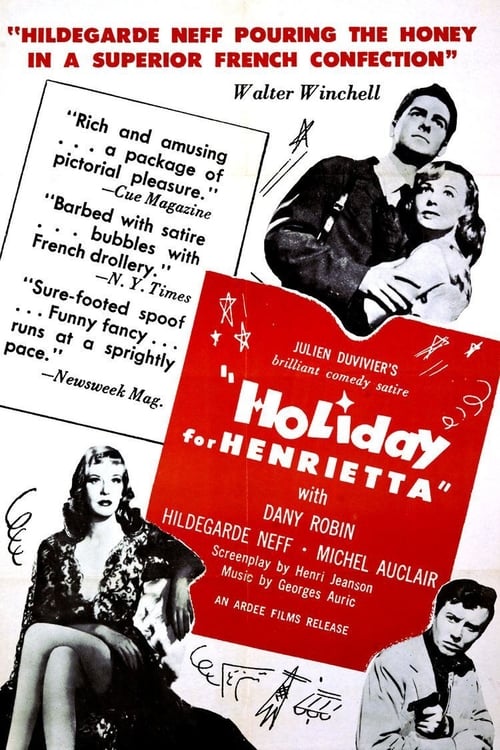 "HILDEGARDE NEFF POURING THE HONEY
IN A SUPERIOR FRENCH CONFECTION"
Walter Winchell
"Rich and amusing
. . . a package of
pictorial pleasure."
—Cue Magazine
"Barbed with satire
. . . bubbles with
French drollery."
—N. Y. Times
"Sure-footed spoof
. . . Funny fancy . . .
runs at a sprightly
pace."
—Newsweek Mag.
JULIEN DUVIVIER'S
brilliant comedy satire
"HOLiday
for HENRIETTA"
with
DANY ROBIN
HILDEGARDE NEFF · MICHEL AUCLAIR
Screenplay by Henri Jeanson
Music by Georges Auric
AN ARDEE FILMS RELEASE